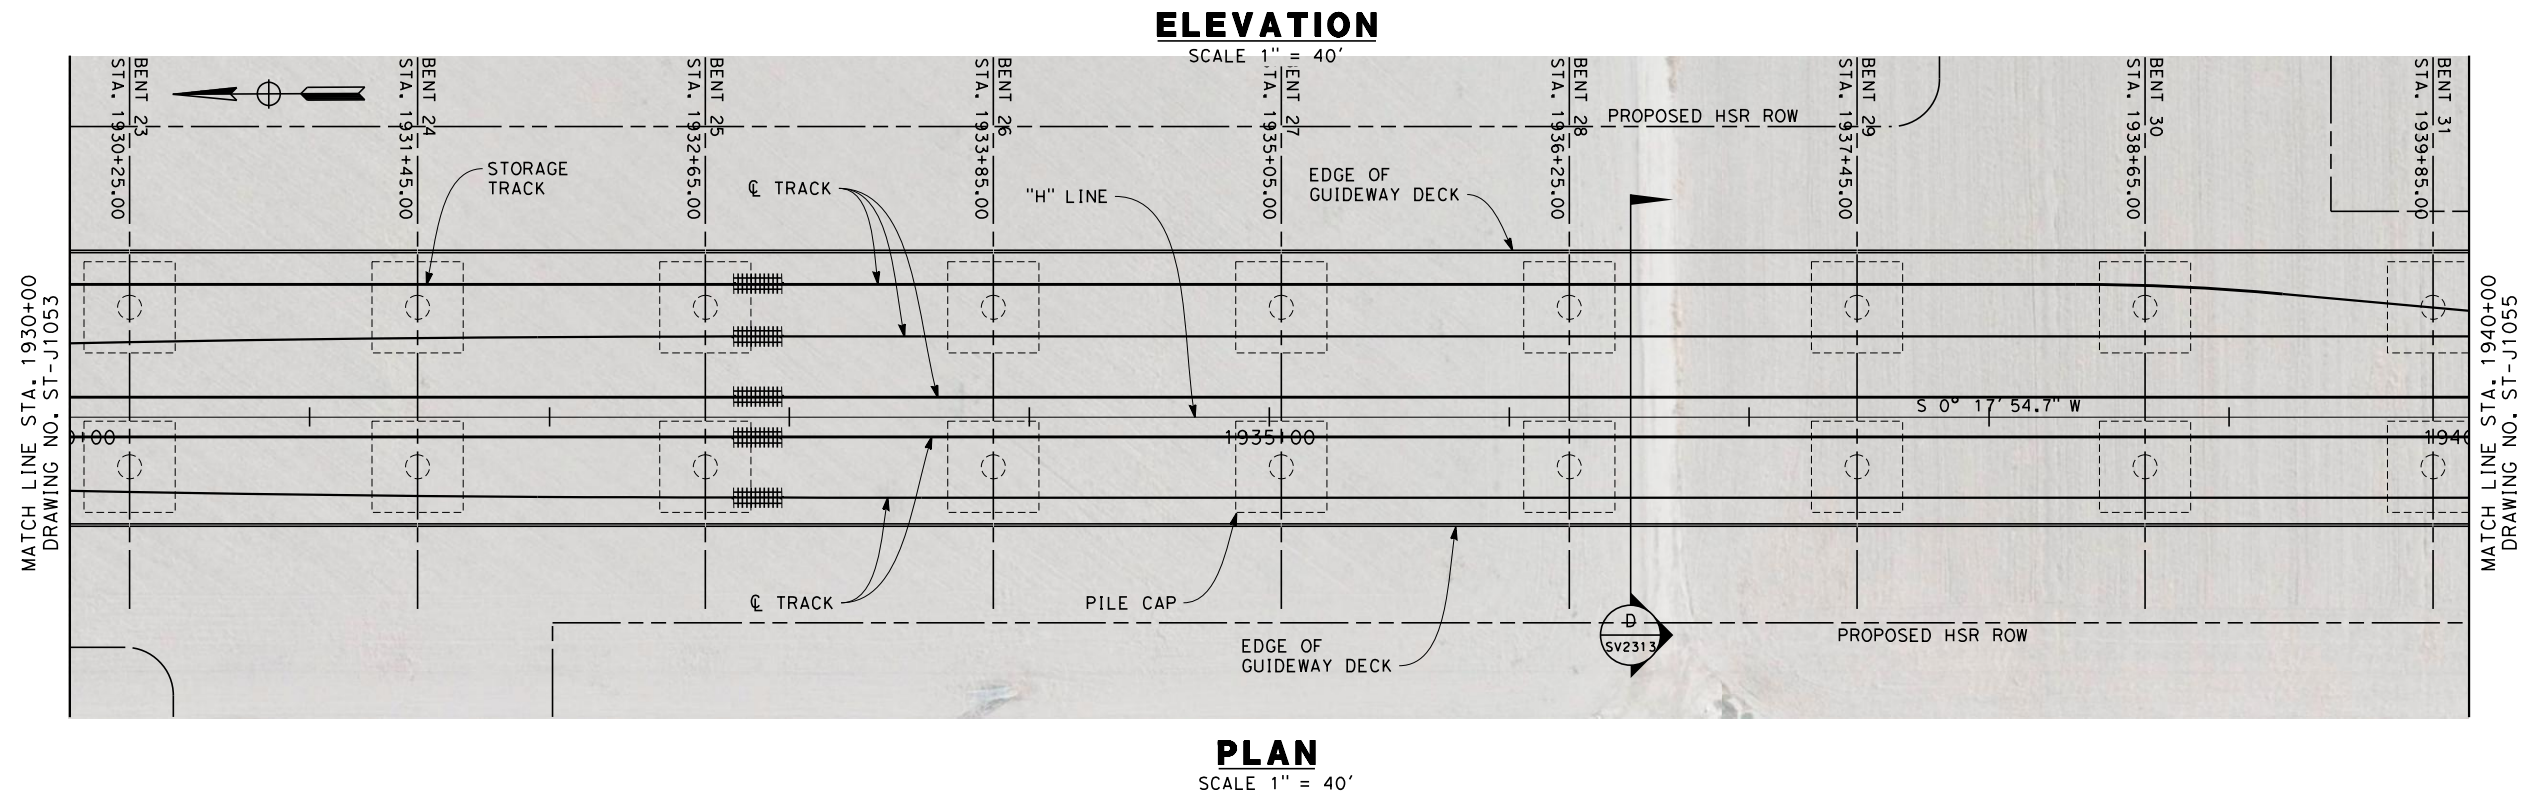 ELEVATION
SCALE 1" = 40'
BENT 23
STA. 1930+25.00
BENT 24
STA. 1931+45.00
BENT 25
STA. 1932+65.00
BENT 26
STA. 1933+85.00
BENT 27
STA. 1935+05.00
BENT 28
STA. 1936+25.00
BENT 29
STA. 1937+45.00
BENT 30
STA. 1938+65.00
BENT 31
STA. 1939+85.00
PROPOSED HSR ROW
STORAGE
TRACK
℄ TRACK
"H" LINE
EDGE OF
GUIDEWAY DECK
MATCH LINE STA. 1930+00
DRAWING NO. ST-J1053
MATCH LINE STA. 1940+00
DRAWING NO. ST-J1055
S 0° 17' 54.7" W
0+00
1935+00
194
℄ TRACK
PILE CAP
EDGE OF
GUIDEWAY DECK
D
SV2313
PROPOSED HSR ROW
PLAN
SCALE 1" = 40'